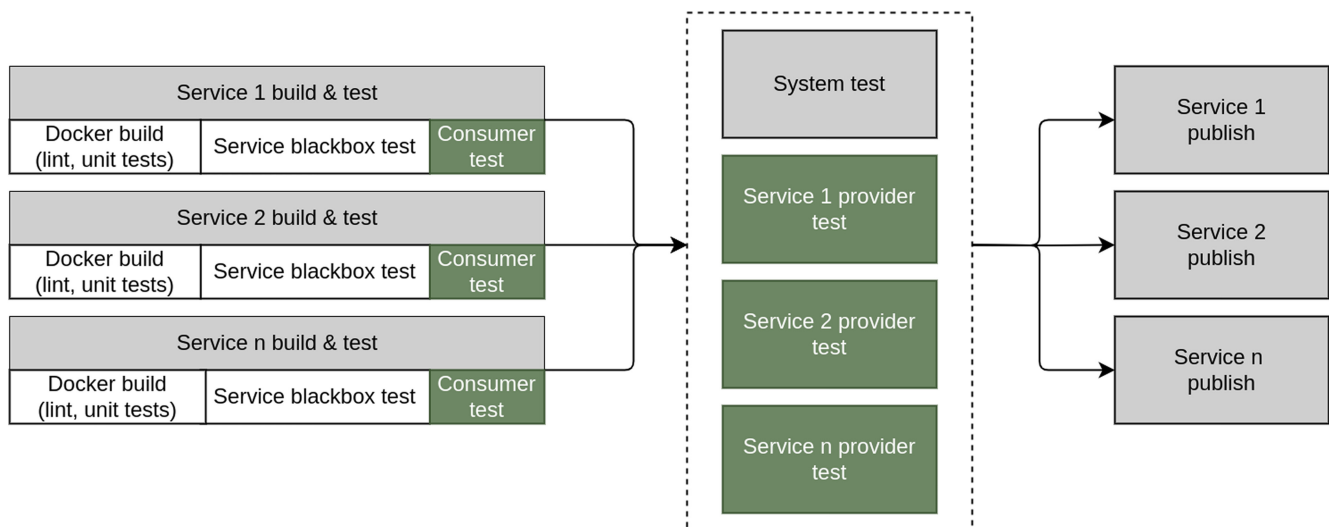 Service 1 build & test
Docker build
(lint, unit tests)
Service blackbox test
Consumer
test
Service 2 build & test
Docker build
(lint, unit tests)
Service blackbox test
Consumer
test
Service n build & test
Docker build
(lint, unit tests)
Service blackbox test
Consumer
test
System test
Service 1 provider
test
Service 2 provider
test
Service n provider
test
Service 1
publish
Service 2
publish
Service n
publish